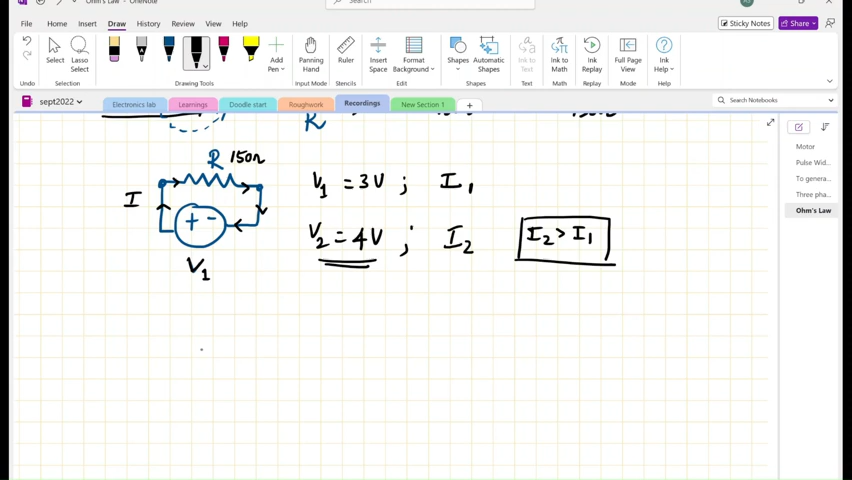 Ohm's Law - OneNote
Search
File Home Insert Draw History Review View Help
Sticky Notes Share
Undo
Select
Lasso Select
Add Pen
Panning Hand
Ruler
Insert Space
Format Background
Shapes
Automatic Shapes
Ink to Text
Ink to Math
Ink Replay
Full Page View
Ink Help
Undo Selection Drawing Tools Mode Stencils Edit Shapes Convert Replay Mode Help
sept2022 Electronics lab Learnings Doodle start Roughwork Recordings New Section 1 + Search Notebooks
Motor
Pulse Wid...
To genera...
Three pha...
Ohm's Law
R
R 150Ω
I
+ -
V1
V1 = 3V ; I1
V2 = 4V ; I2 I2 > I1